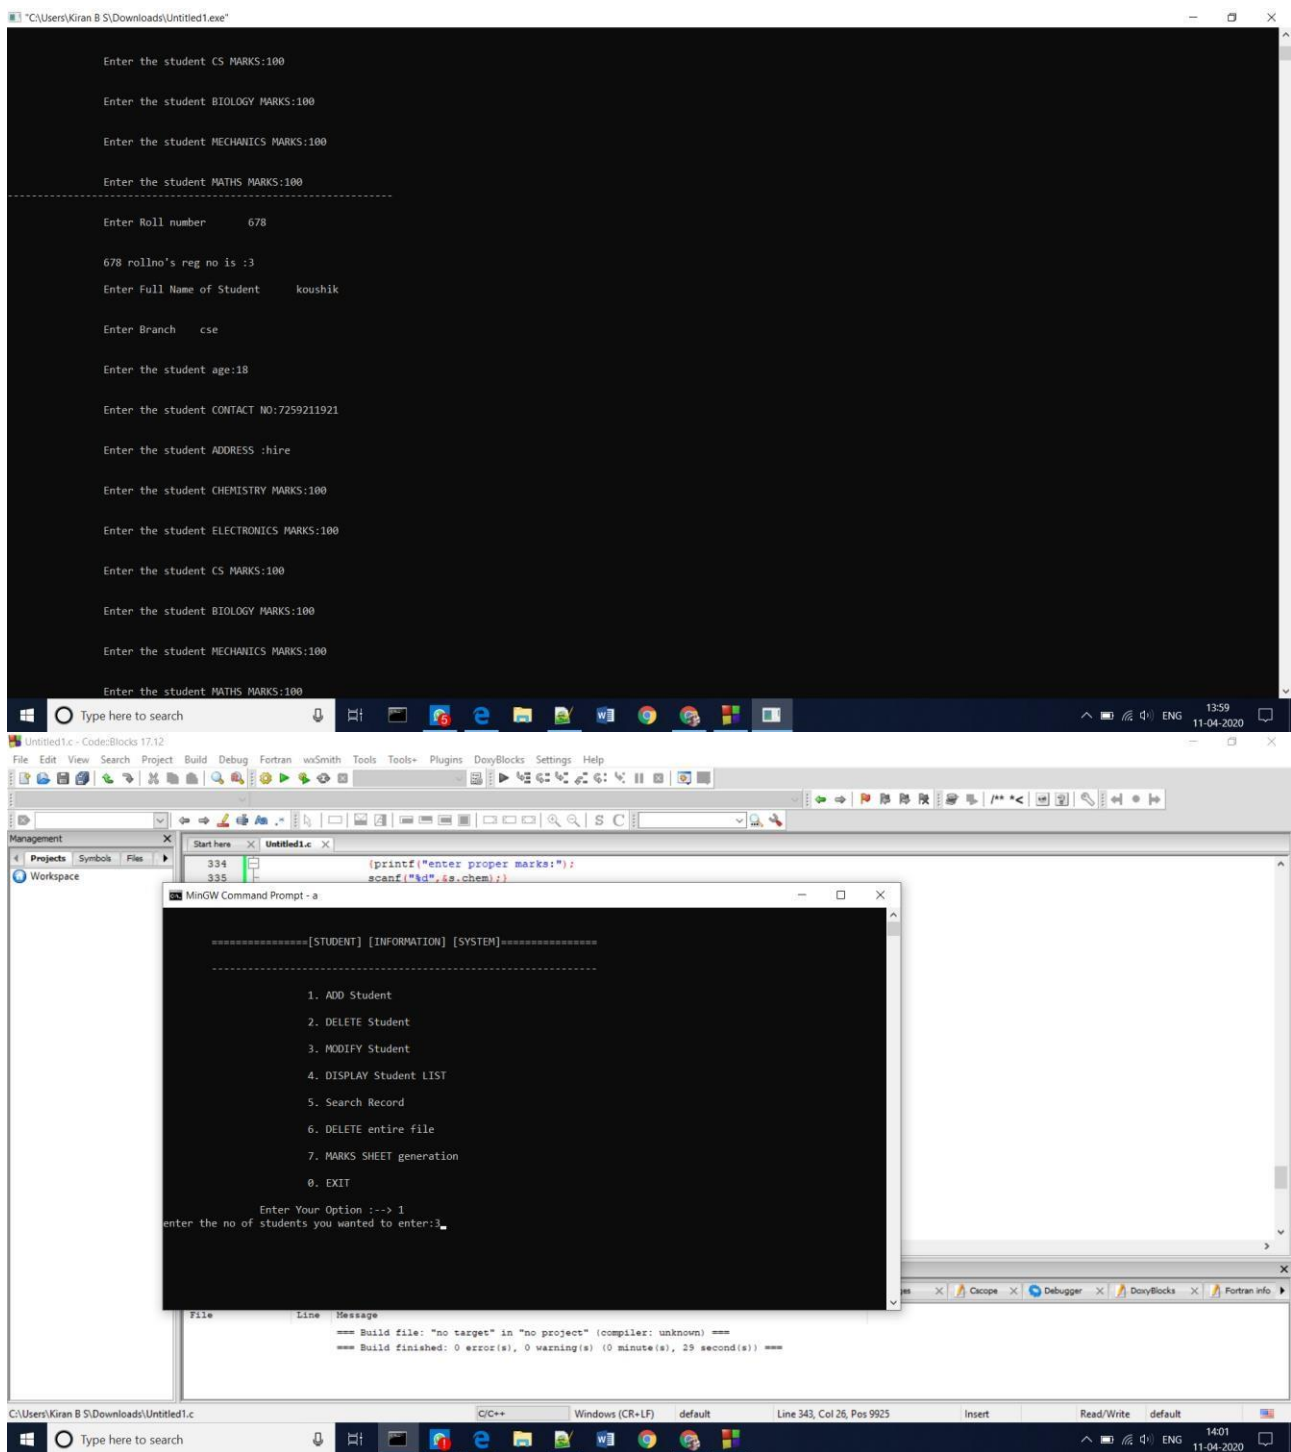 "C:\Users\Kiran B S\Downloads\Untitled1.exe"
Enter the student CS MARKS:100
Enter the student BIOLOGY MARKS:100
Enter the student MECHANICS MARKS:100
Enter the student MATHS MARKS:100
----------------------------------------------------------------
Enter Roll number 678
678 rollno's reg no is :3
Enter Full Name of Student koushik
Enter Branch cse
Enter the student age:18
Enter the student CONTACT NO:7259211921
Enter the student ADDRESS :hire
Enter the student CHEMISTRY MARKS:100
Enter the student ELECTRONICS MARKS:100
Enter the student CS MARKS:100
Enter the student BIOLOGY MARKS:100
Enter the student MECHANICS MARKS:100
Enter the student MATHS MARKS:100
Type here to search
ENG
13:59
11-04-2020
Untitled1.c - Code::Blocks 17.12
File Edit View Search Project Build Debug Fortran wxSmith Tools Tools+ Plugins DoxyBlocks Settings Help
/** *<
S C
Management
Projects Symbols Files
Workspace
Start here Untitled1.c
334 {printf("enter proper marks:");
335 scanf("%d",&s.chem);}
MinGW Command Prompt - a
================[STUDENT] [INFORMATION] [SYSTEM]================
----------------------------------------------------------------
1. ADD Student
2. DELETE Student
3. MODIFY Student
4. DISPLAY Student LIST
5. Search Record
6. DELETE entire file
7. MARKS SHEET generation
0. EXIT
Enter Your Option :--> 1
enter the no of students you wanted to enter:3
Cscope Debugger DoxyBlocks Fortran info
File Line Message
=== Build file: "no target" in "no project" (compiler: unknown) ===
=== Build finished: 0 error(s), 0 warning(s) (0 minute(s), 29 second(s)) ===
C:\Users\Kiran B S\Downloads\Untitled1.c C/C++ Windows (CR+LF) default Line 343, Col 26, Pos 9925 Insert Read/Write default
Type here to search
ENG
14:01
11-04-2020